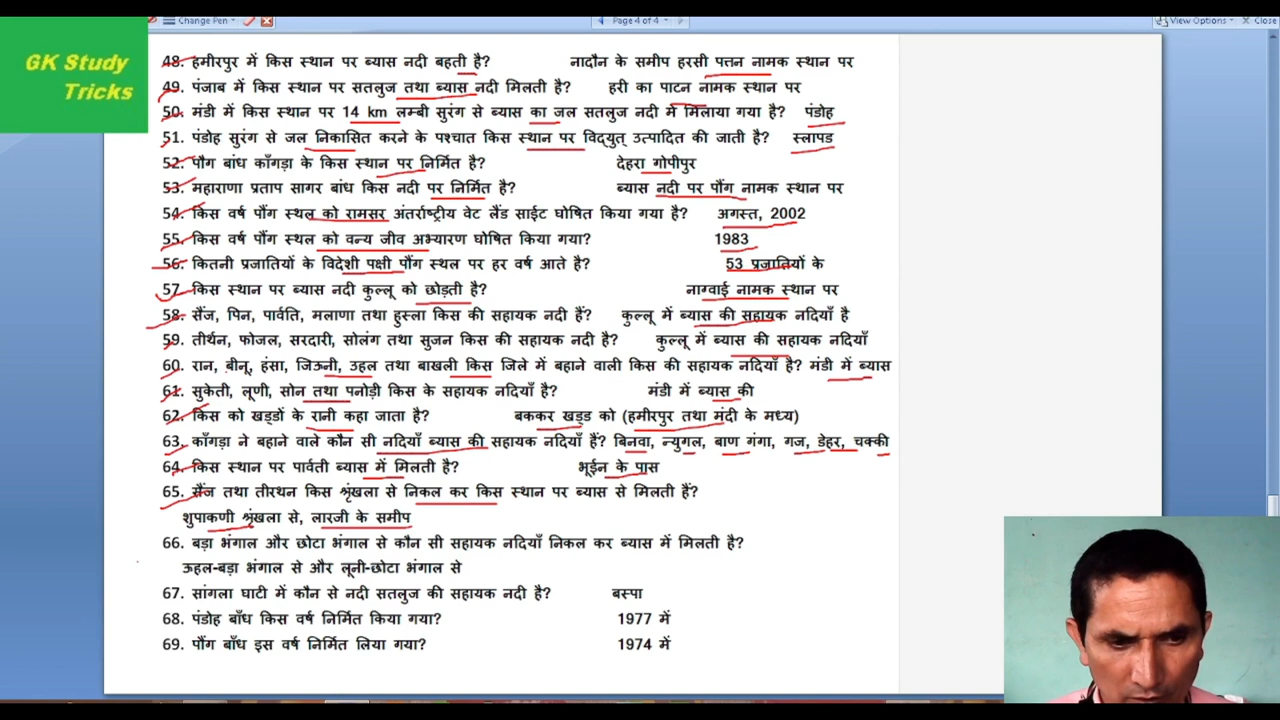 Change Pen
Page 4 of 4
View Options
Close
GK Study
Tricks
48. हमीरपुर में किस स्थान पर ब्यास नदी बहती है? नादौन के समीप हरसी पत्तन नामक स्थान पर
49. पंजाब में किस स्थान पर सतलुज तथा ब्यास नदी मिलती है? हरी का पाटन नामक स्थान पर
50. मंडी में किस स्थान पर 14 km लम्बी सुरंग से ब्यास का जल सतलुज नदी में मिलाया गया है? पंडोह
51. पंडोह सुरंग से जल निकासित करने के पश्चात किस स्थान पर विद्युत् उत्पादित की जाती है? स्लापड
52. पौंग बांध काँगड़ा के किस स्थान पर निर्मित है? देहरा गोपीपुर
53. महाराणा प्रताप सागर बांध किस नदी पर निर्मित है? ब्यास नदी पर पौंग नामक स्थान पर
54. किस वर्ष पौंग स्थल को रामसर अंतर्राष्ट्रीय वेट लैंड साईट घोषित किया गया है? अगस्त, 2002
55. किस वर्ष पौंग स्थल को वन्य जीव अभ्यारण घोषित किया गया? 1983
56. कितनी प्रजातियों के विदेशी पक्षी पौंग स्थल पर हर वर्ष आते है? 53 प्रजातियों के
57. किस स्थान पर ब्यास नदी कुल्लू को छोड़ती है? नाग्वाई नामक स्थान पर
58. सैंज, पिन, पार्वति, मलाणा तथा हुस्ला किस की सहायक नदी हैं? कुल्लू में ब्यास की सहायक नदियाँ है
59. तीर्थन, फोजल, सरदारी, सोलंग तथा सुजन किस की सहायक नदी है? कुल्लू में ब्यास की सहायक नदियाँ
60. रान, बीनू, हंसा, जिऊनी, उहल तथा बाखली किस जिले में बहाने वाली किस की सहायक नदियाँ है? मंडी में ब्यास
61. सुकेती, लूणी, सोन तथा पनोड़ी किस के सहायक नदियाँ है? मंडी में ब्यास की
62. किस को खड्डों के रानी कहा जाता है? बककर खड्ड को (हमीरपुर तथा मंदी के मध्य)
63. काँगड़ा ने बहाने वाले कौन सी नदियाँ ब्यास की सहायक नदियाँ हैं? बिनवा, न्युगल, बाण गंगा, गज, डेहर, चक्की
64. किस स्थान पर पार्वती ब्यास में मिलती है? भूईन के पास
65. सैंज तथा तीरथन किस श्रृंखला से निकल कर किस स्थान पर ब्यास से मिलती हैं?
शुपाकणी श्रंखला से, लारजी के समीप
66. बड़ा भंगाल और छोटा भंगाल से कौन सी सहायक नदियाँ निकल कर ब्यास में मिलती है?
ऊहल-बड़ा भंगाल से और लूनी-छोटा भंगाल से
67. सांगला घाटी में कौन से नदी सतलुज की सहायक नदी है? बस्पा
68. पंडोह बाँध किस वर्ष निर्मित किया गया? 1977 में
69. पौंग बाँध इस वर्ष निर्मित लिया गया? 1974 में